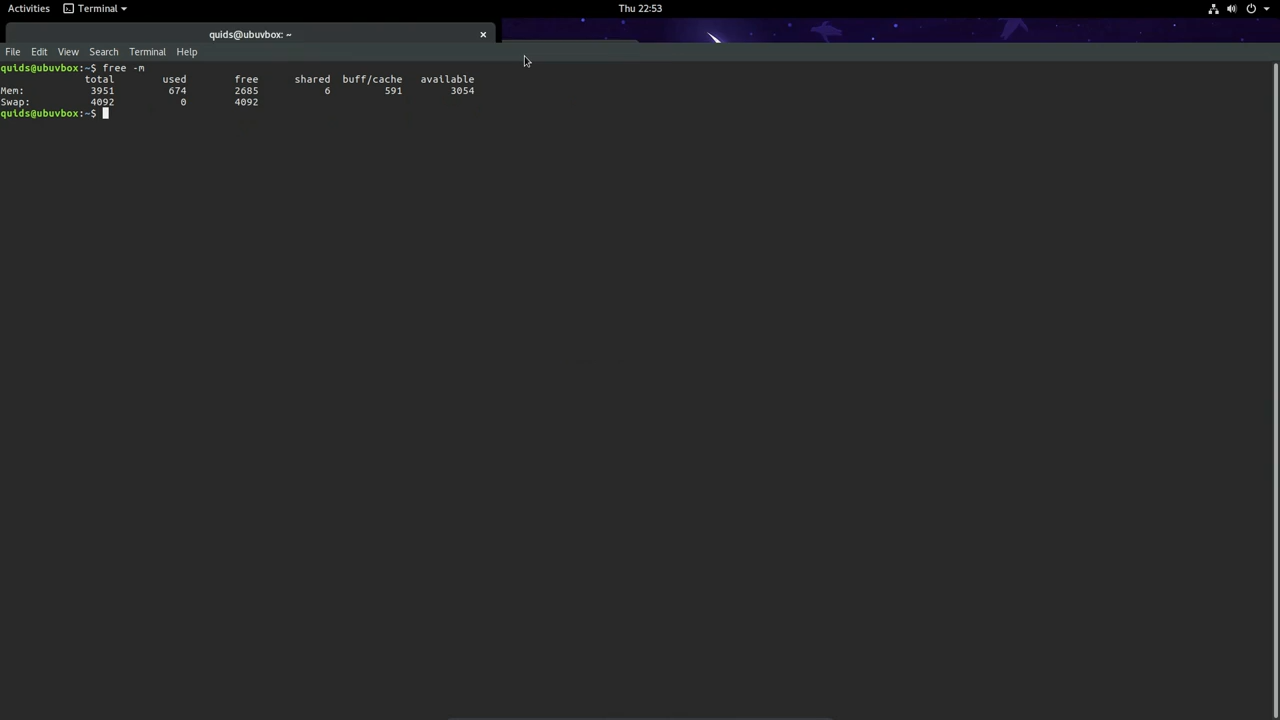 Activities Terminal Thu 22:53
quids@ubuvbox: ~
File Edit View Search Terminal Help
quids@ubuvbox:~$ free -m
total used free shared buff/cache available
Mem: 3951 674 2685 6 591 3054
Swap: 4092 0 4092
quids@ubuvbox:~$